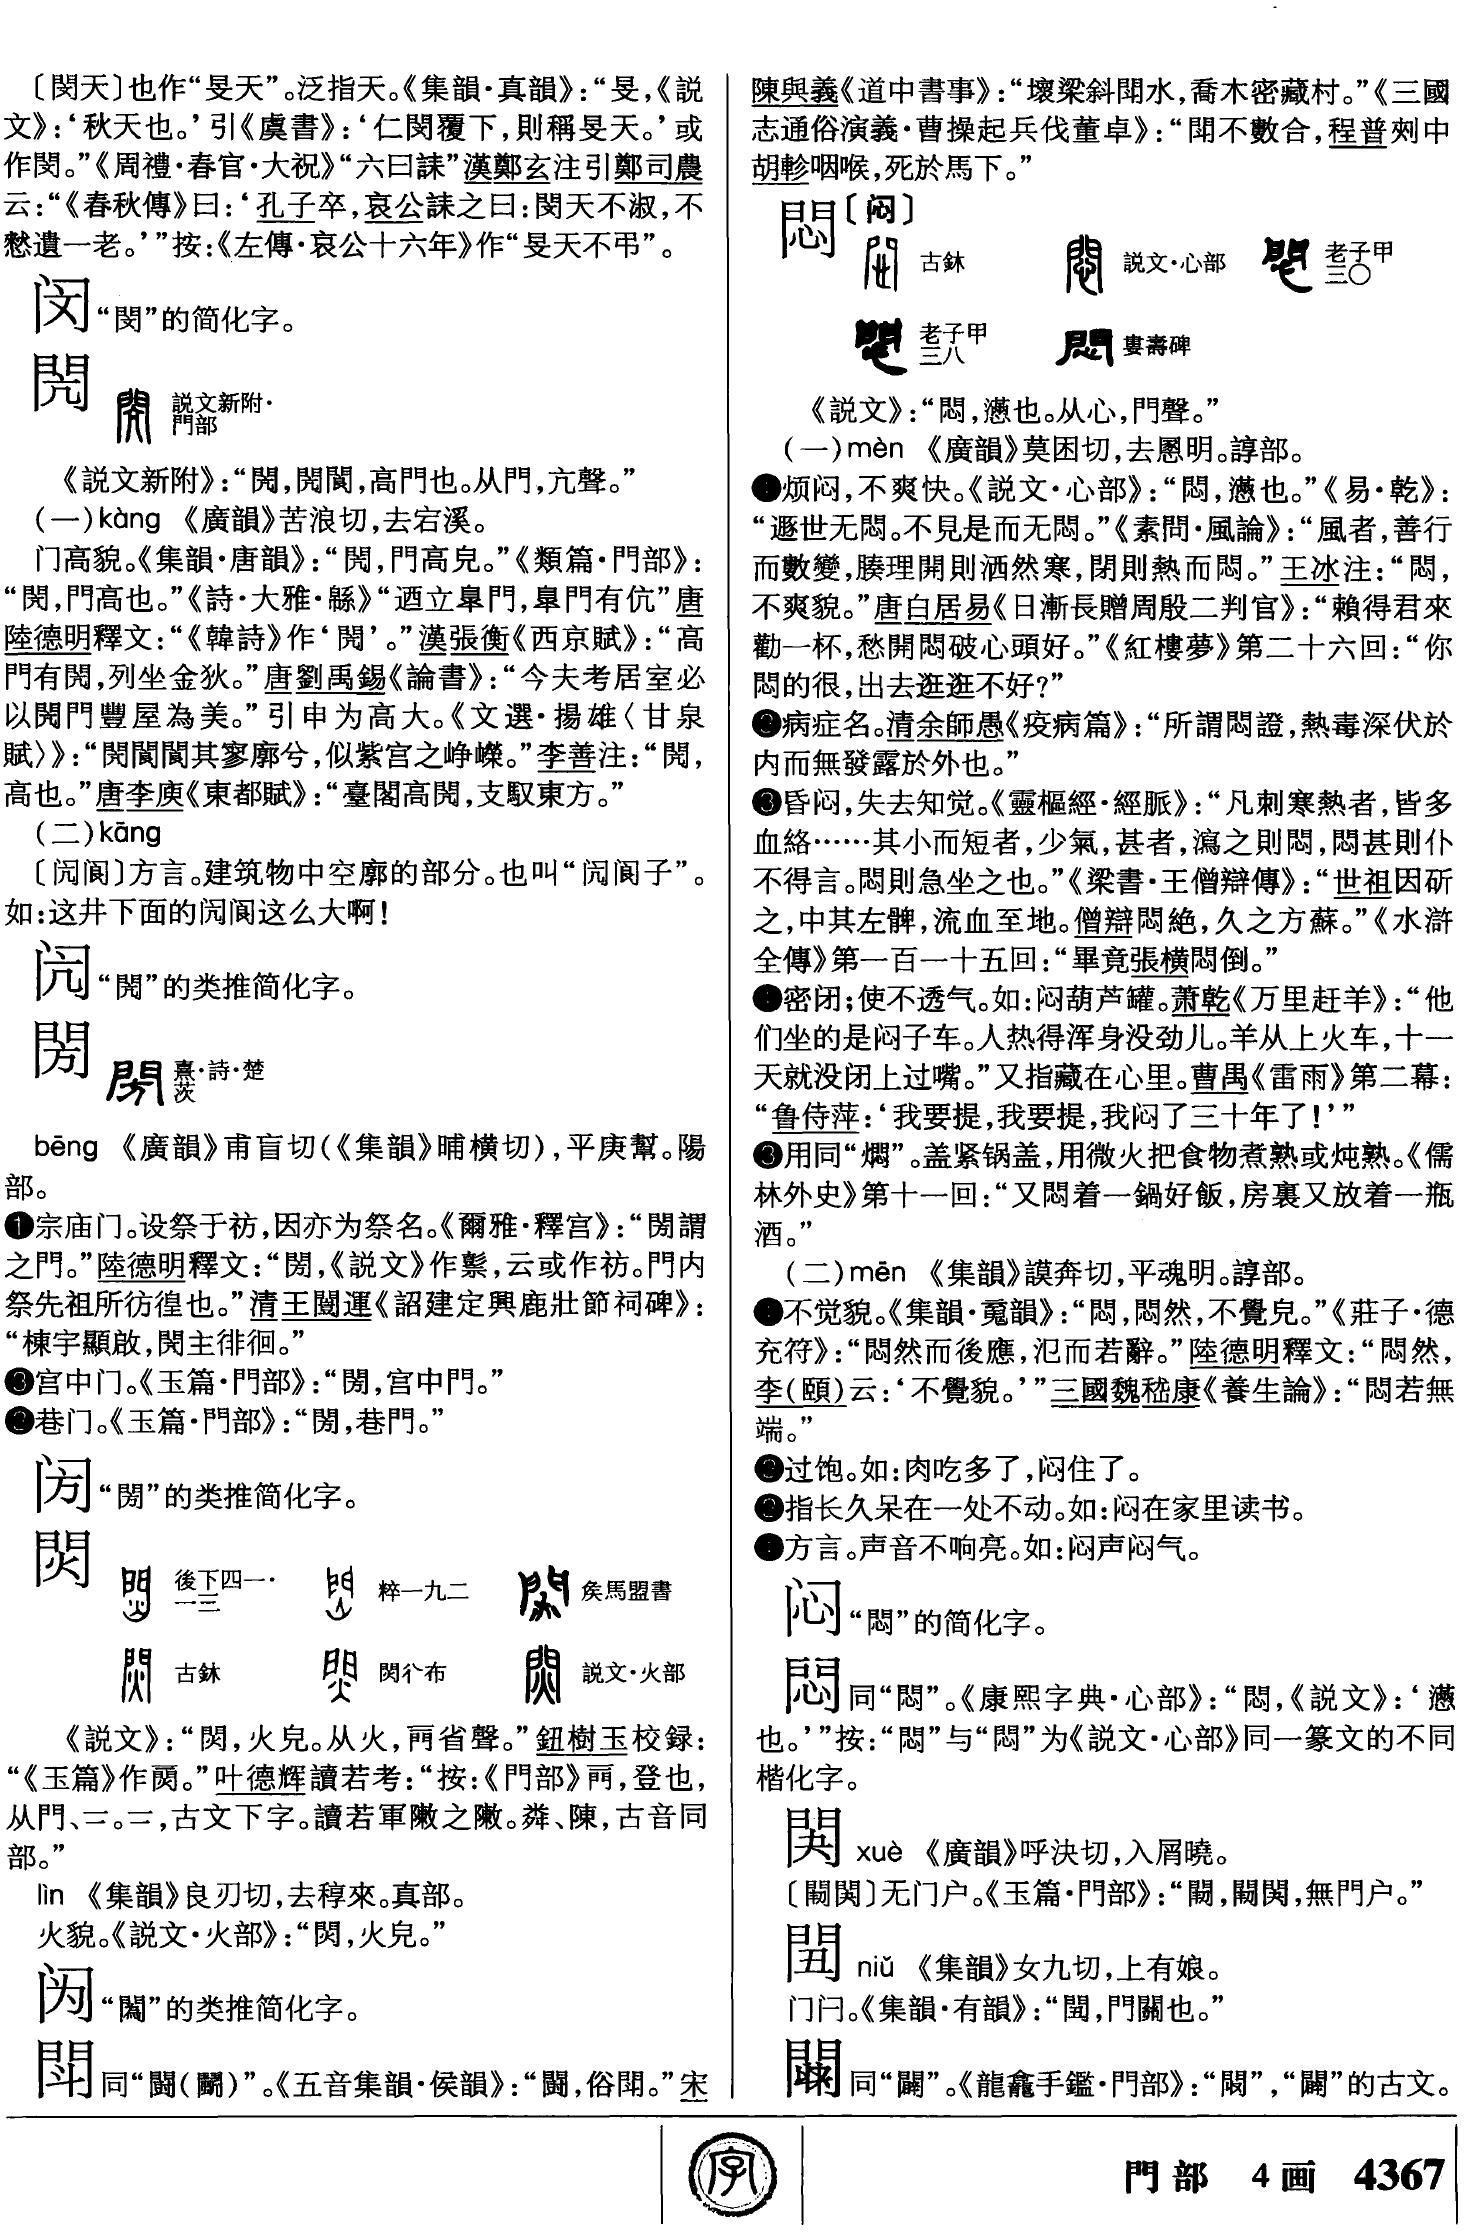 〔閔天〕也作“旻天”。泛指天。《集韻·真韻》：“旻，《説
文》：‘秋天也。’引《虞書》：‘仁閔覆下，則稱旻天。’或
作閔。”《周禮·春官·大祝》“六曰誄”漢鄭玄注引鄭司農
云：“《春秋傳》曰：‘孔子卒，哀公誄之曰：閔天不淑，不
憖遺一老。’”按：《左傳·哀公十六年》作“旻天不弔”。
闵 “閔”的简化字。
閌
説文新附·
門部
《説文新附》：“閌，閌閬，高門也。从門，亢聲。”
（一）kàng 《廣韻》苦浪切，去宕溪。
门高貌。《集韻·唐韻》：“閌，門高皃。”《類篇·門部》：
“閌，門高也。”《詩·大雅·緜》“迺立皋門，皋門有伉”唐
陸德明釋文：“《韓詩》作‘閌’。”漢張衡《西京賦》：“高
門有閌，列坐金狄。”唐劉禹錫《論書》：“今夫考居室必
以閌門豐屋為美。”引申为高大。《文選·揚雄〈甘泉
賦〉》：“閌閬閬其寥廓兮，似紫宫之峥嶸。”李善注：“閌，
高也。”唐李庾《東都賦》：“臺閣高閌，支馭東方。”
（二）kāng
〔闶阆〕方言。建筑物中空廓的部分。也叫“闶阆子”。
如：这井下面的闶阆这么大啊！
闶 “閌”的类推简化字。
閍
熹·詩·楚
茨
bēng 《廣韻》甫盲切（《集韻》晡横切），平庚幫。陽
部。
❶宗庙门。设祭于祊，因亦为祭名。《爾雅·釋宫》：“閍謂
之門。”陸德明釋文：“閍，《説文》作祊，云或作祊。門内
祭先祖所彷徨也。”清王闓運《詔建定興鹿壯節祠碑》：
“棟宇顯啟，閍主徘徊。”
❸宫中门。《玉篇·門部》：“閍，宫中門。”
❷巷门。《玉篇·門部》：“閍，巷門。”
𨸂 “閍”的类推简化字。
閦
後下四一·
一三
粹一九二
矦馬盟書
古鉥
閦彳布
説文·火部
《説文》：“焛，火皃。从火，𠕁省聲。”鈕樹玉校録：
“《玉篇》作焛。”叶德辉讀若考：“按：《門部》𨳿，登也，
从門、二。二，古文下字。讀若軍敶之敶。粦、陳，古音同
部。”
lìn 《集韻》良刃切，去稕來。真部。
火貌。《説文·火部》：“焛，火皃。”
“闖”的类推简化字。
閗 同“鬭（鬬）”。《五音集韻·侯韻》：“鬭，俗閗。”宋
陳與義《道中書事》：“壞梁斜閗水，喬木密藏村。”《三國
志通俗演義·曹操起兵伐董卓》：“閗不數合，程普刺中
胡軫咽喉，死於馬下。”
悶〔闷〕
古鉥
説文·心部
老子甲
三〇
老子甲
三八
婁壽碑
《説文》：“悶，懣也。从心，門聲。”
（一）mèn 《廣韻》莫困切，去慁明。諄部。
❶烦闷，不爽快。《説文·心部》：“悶，懣也。”《易·乾》：
“遯世无悶。不見是而无悶。”《素問·風論》：“風者，善行
而數變，腠理開則洒然寒，閉則熱而悶。”王冰注：“悶，
不爽貌。”唐白居易《日漸長贈周殷二判官》：“賴得君來
勸一杯，愁開悶破心頭好。”《紅樓夢》第二十六回：“你
悶的很，出去逛逛不好？”
❷病症名。清余師愚《疫病篇》：“所謂悶證，熱毒深伏於
内而無發露於外也。”
❸昏闷，失去知觉。《靈樞經·經脈》：“凡刺寒熱者，皆多
血絡……其小而短者，少氣，甚者，瀉之則悶，悶甚則仆
不得言。悶則急坐之也。”《梁書·王僧辯傳》：“世祖因斫
之，中其左髀，流血至地。僧辯悶絶，久之方蘇。”《水滸
全傳》第一百一十五回：“畢竟張横悶倒。”
密闭；使不透气。如：闷葫芦罐。萧乾《万里赶羊》：“他
们坐的是闷子车。人热得浑身没劲儿。羊从上火车，十一
天就没闭上过嘴。”又指藏在心里。曹禺《雷雨》第二幕：
“鲁侍萍：‘我要提，我要提，我闷了三十年了！’”
❸用同“燜”。盖紧锅盖，用微火把食物煮熟或炖熟。《儒
林外史》第十一回：“又悶着一鍋好飯，房裏又放着一瓶
酒。”
（二）mēn 《集韻》謨奔切，平魂明。諄部。
不觉貌。《集韻·䰟韻》：“悶，悶然，不覺皃。”《莊子·德
充符》：“悶然而後應，氾而若辭。”陸德明釋文：“悶然，
李（頤）云：‘不覺貌。’”三國魏嵇康《養生論》：“悶若無
端。”
❷过饱。如：肉吃多了，闷住了。
❷指长久呆在一处不动。如：闷在家里读书。
方言。声音不响亮。如：闷声闷气。
闷 “悶”的简化字。
同“悶”。《康熙字典·心部》：“悶，《説文》：‘懣
也。’”按：“悶”与“悶”为《説文·心部》同一篆文的不同
楷化字。
xuè 《廣韻》呼決切，入屑曉。
无门户。《玉篇·門部》：無門户。”
niǔ 《集韻》女九切，上有娘。
门闩。《集韻·有韻》：“䦗，門關也。”
同“闢”。《龍龕手鑑·門部》：“闢”的古文。
字
門部 4画 4367